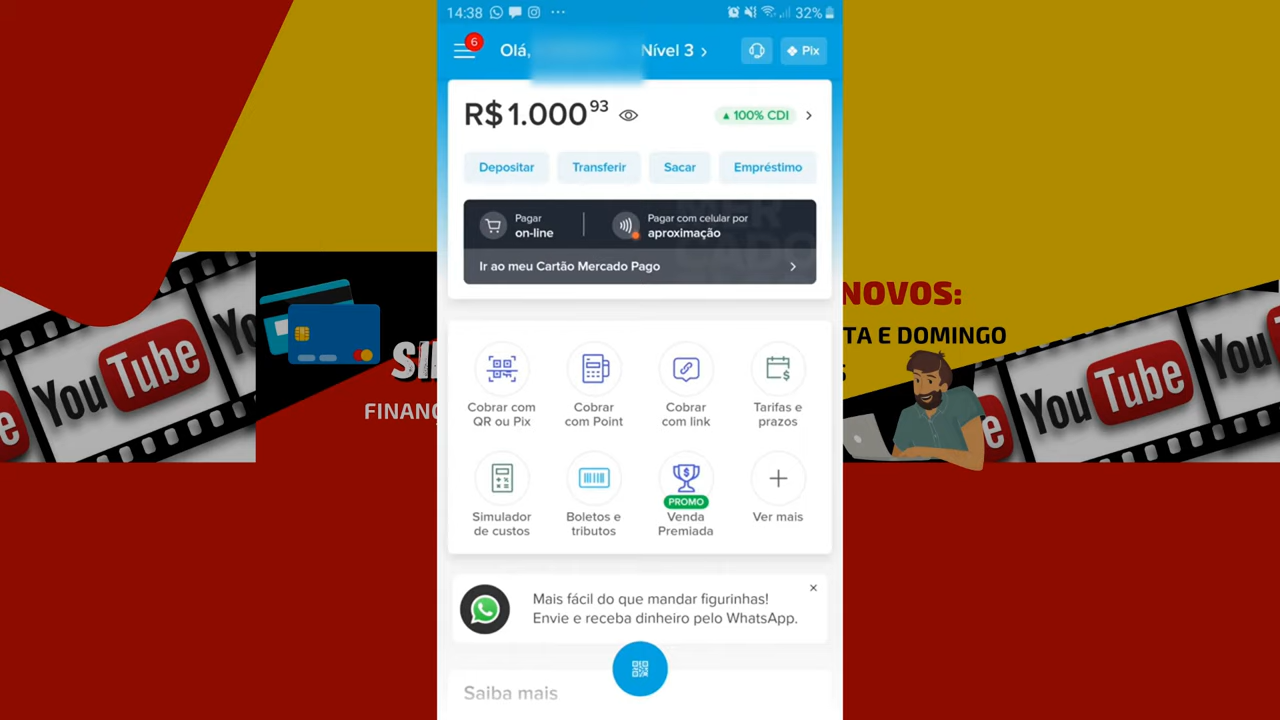 14:38
32%
6
Olá,
Nível 3
Pix
R$ 1.000 93
100% CDI
Depositar
Transferir
Sacar
Empréstimo
Pagar
on-line
Pagar com celular por
aproximação
Ir ao meu Cartão Mercado Pago
Cobrar com
QR ou Pix
Cobrar
com Point
Cobrar
com link
Tarifas e
prazos
Simulador
de custos
Boletos e
tributos
PROMO
Venda
Premiada
Ver mais
Mais fácil do que mandar figurinhas!
Envie e receba dinheiro pelo WhatsApp.
Saiba mais
YouTube
Yo
SI
FINANÇ
NOVOS:
TA E DOMINGO
S
e
YouTube
You